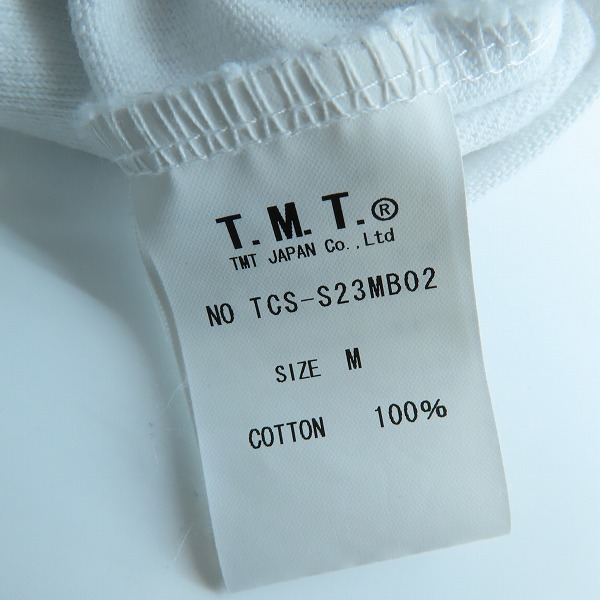 T.M.T.®
TMT JAPAN Co.,Ltd
NO TCS-S23MB02
SIZE M
COTTON 100%